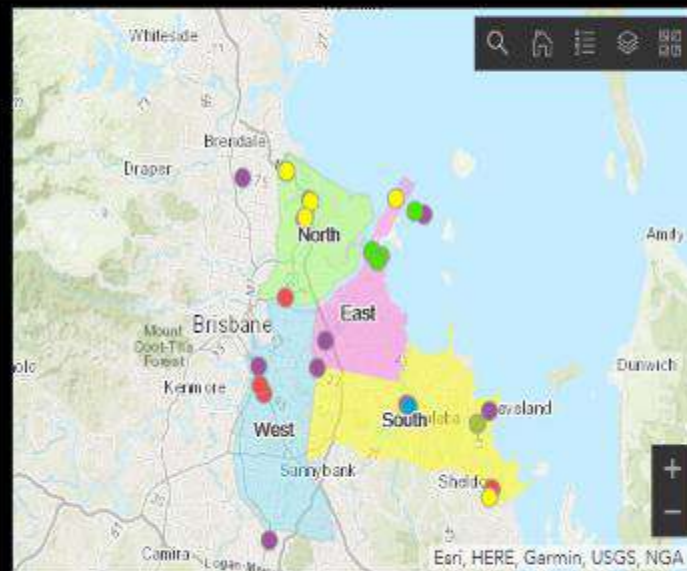 Whiteside
Brendale
Draper
North
Amity
East
Brisbane
Mount
Coot-Tha
Forest
Dunwich
Kenmore
eveland
South
West
Sunnybank
Sheldo
Camira
Esri, HERE, Garmin, USGS, NGA